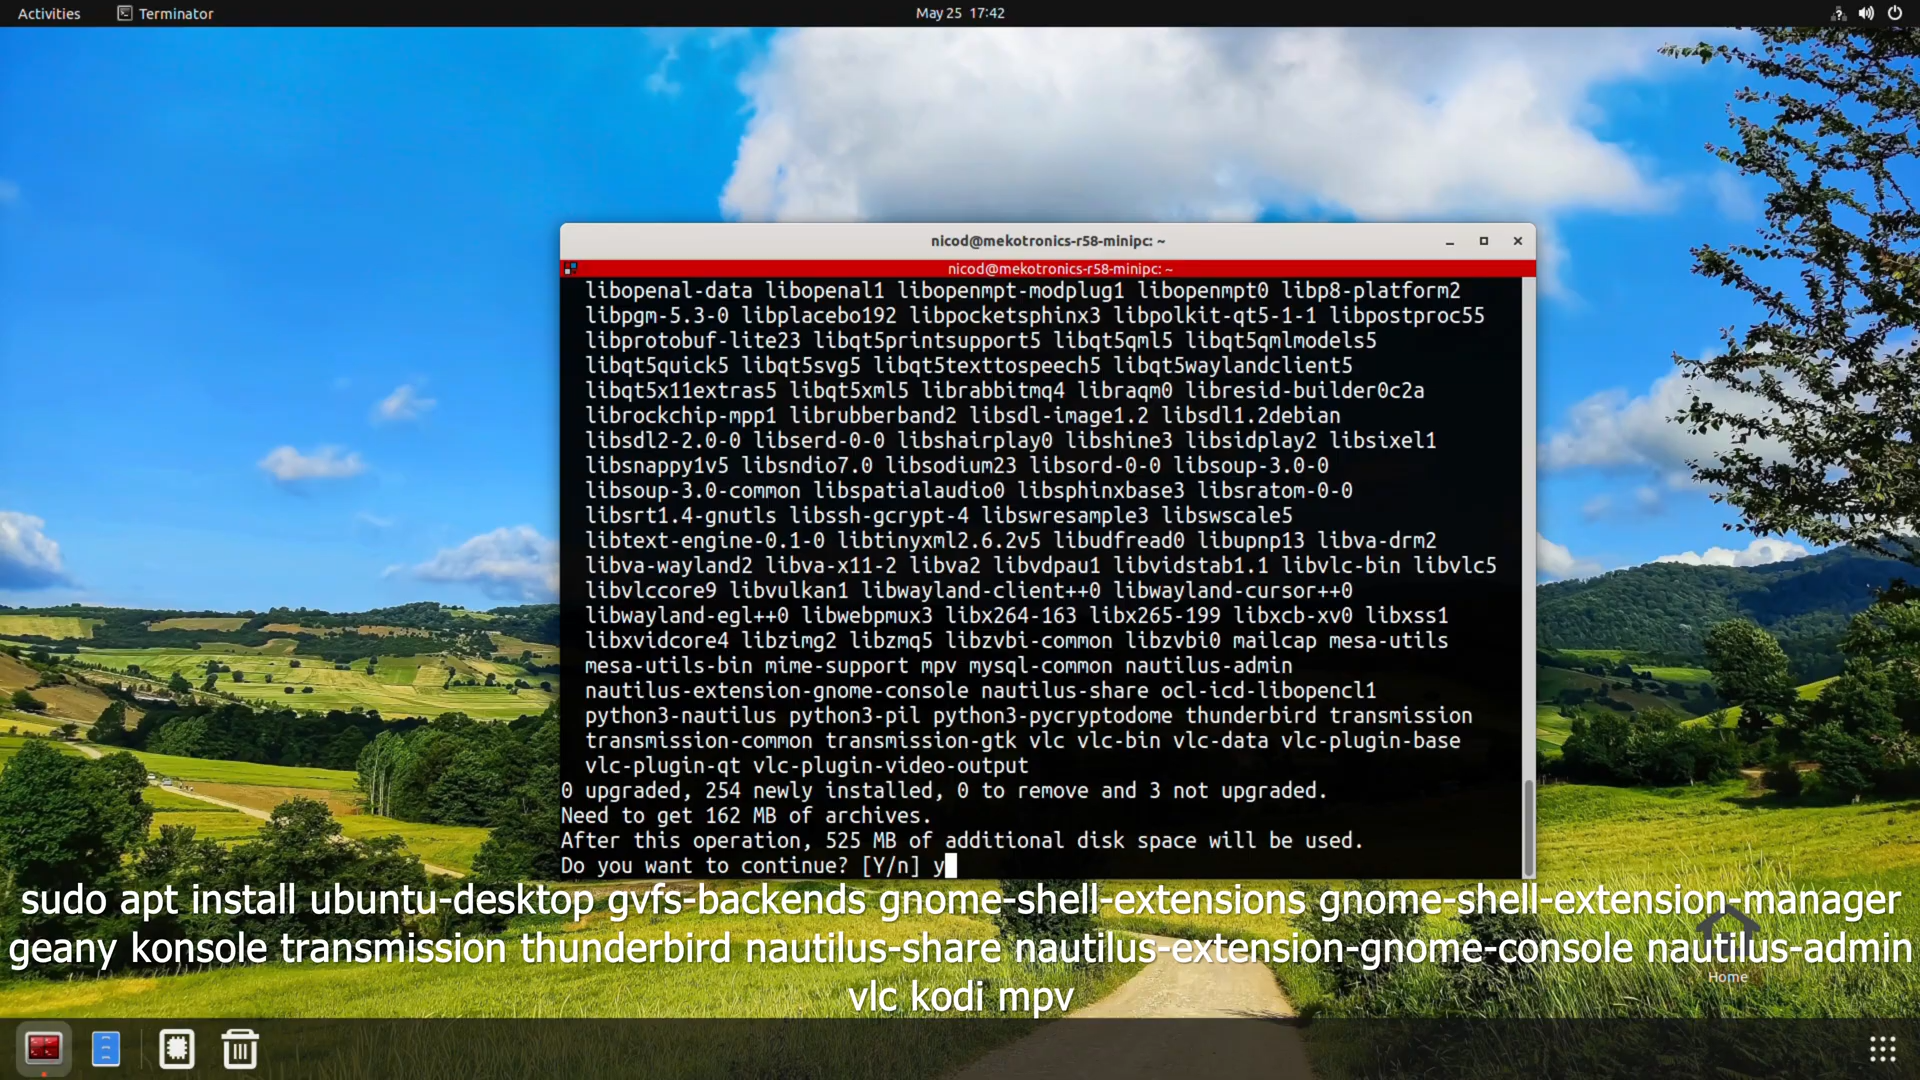 Activities Terminator May 25 17:42
nicod@mekotronics-r58-minipc: ~
nicod@mekotronics-r58-minipc: ~
libopenal-data libopenal1 libopenmpt-modplug1 libopenmpt0 libp8-platform2
libpgm-5.3-0 libplacebo192 libpocketsphinx3 libpolkit-qt5-1-1 libpostproc55
libprotobuf-lite23 libqt5printsupport5 libqt5qml5 libqt5qmlmodels5
libqt5quick5 libqt5svg5 libqt5texttospeech5 libqt5waylandclient5
libqt5x11extras5 libqt5xml5 librabbitmq4 libraqm0 libresid-builder0c2a
librockchip-mpp1 librubberband2 libsdl-image1.2 libsdl1.2debian
libsdl2-2.0-0 libserd-0-0 libshairplay0 libshine3 libsidplay2 libsixel1
libsnappy1v5 libsndio7.0 libsodium23 libsord-0-0 libsoup-3.0-0
libsoup-3.0-common libspatialaudio0 libsphinxbase3 libsratom-0-0
libsrt1.4-gnutls libssh-gcrypt-4 libswresample3 libswscale5
libtext-engine-0.1-0 libtinyxml2.6.2v5 libudfread0 libupnp13 libva-drm2
libva-wayland2 libva-x11-2 libva2 libvdpau1 libvidstab1.1 libvlc-bin libvlc5
libvlccore9 libvulkan1 libwayland-client++0 libwayland-cursor++0
libwayland-egl++0 libwebpmux3 libx264-163 libx265-199 libxcb-xv0 libxss1
libxvidcore4 libzimg2 libzmq5 libzvbi-common libzvbi0 mailcap mesa-utils
mesa-utils-bin mime-support mpv mysql-common nautilus-admin
nautilus-extension-gnome-console nautilus-share ocl-icd-libopencl1
python3-nautilus python3-pil python3-pycryptodome thunderbird transmission
transmission-common transmission-gtk vlc vlc-bin vlc-data vlc-plugin-base
vlc-plugin-qt vlc-plugin-video-output
0 upgraded, 254 newly installed, 0 to remove and 3 not upgraded.
Need to get 162 MB of archives.
After this operation, 525 MB of additional disk space will be used.
Do you want to continue? [Y/n] y
sudo apt install ubuntu-desktop gvfs-backends gnome-shell-extensions gnome-shell-extension-manager
geany konsole transmission thunderbird nautilus-share nautilus-extension-gnome-console nautilus-admin
vlc kodi mpv
Home